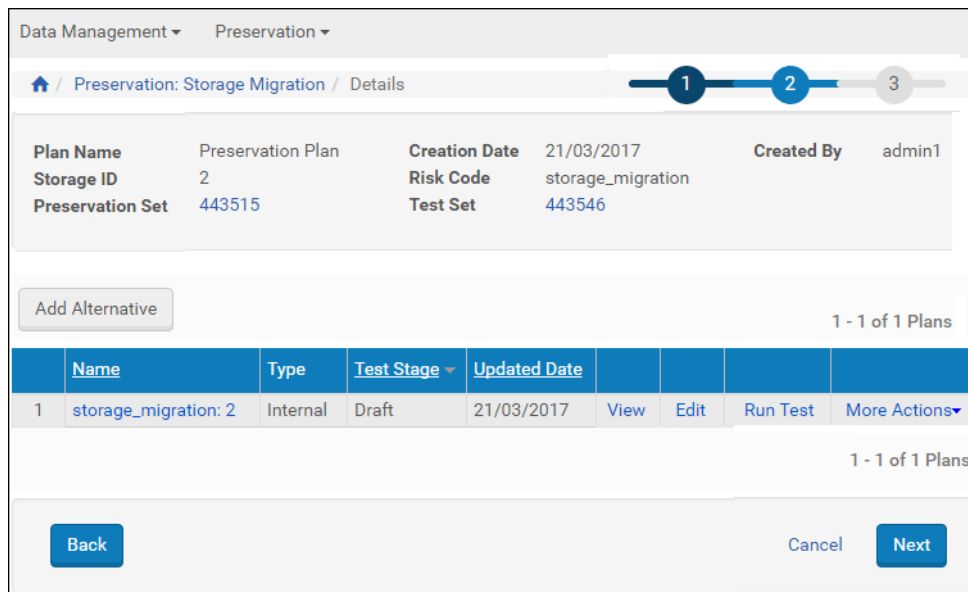 Data Management Preservation
/ Preservation: Storage Migration / Details 1 2 3
Plan Name Preservation Plan Creation Date 21/03/2017 Created By admin1
Storage ID 2 Risk Code storage_migration
Preservation Set 443515 Test Set 443546
Add Alternative
1 - 1 of 1 Plans
Name Type Test Stage Updated Date
1 storage_migration: 2 Internal Draft 21/03/2017 View Edit Run Test More Actions
1 - 1 of 1 Plans
Back Cancel Next